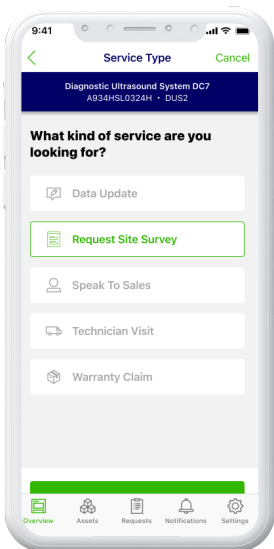 9:41
Service Type
Cancel
Diagnostic Ultrasound System DC7
A934HSL0324H • DUS2
What kind of service are you
looking for?
Data Update
Request Site Survey
Speak To Sales
Technician Visit
Warranty Claim
Overview
Assets
Requests
Notifications
Settings